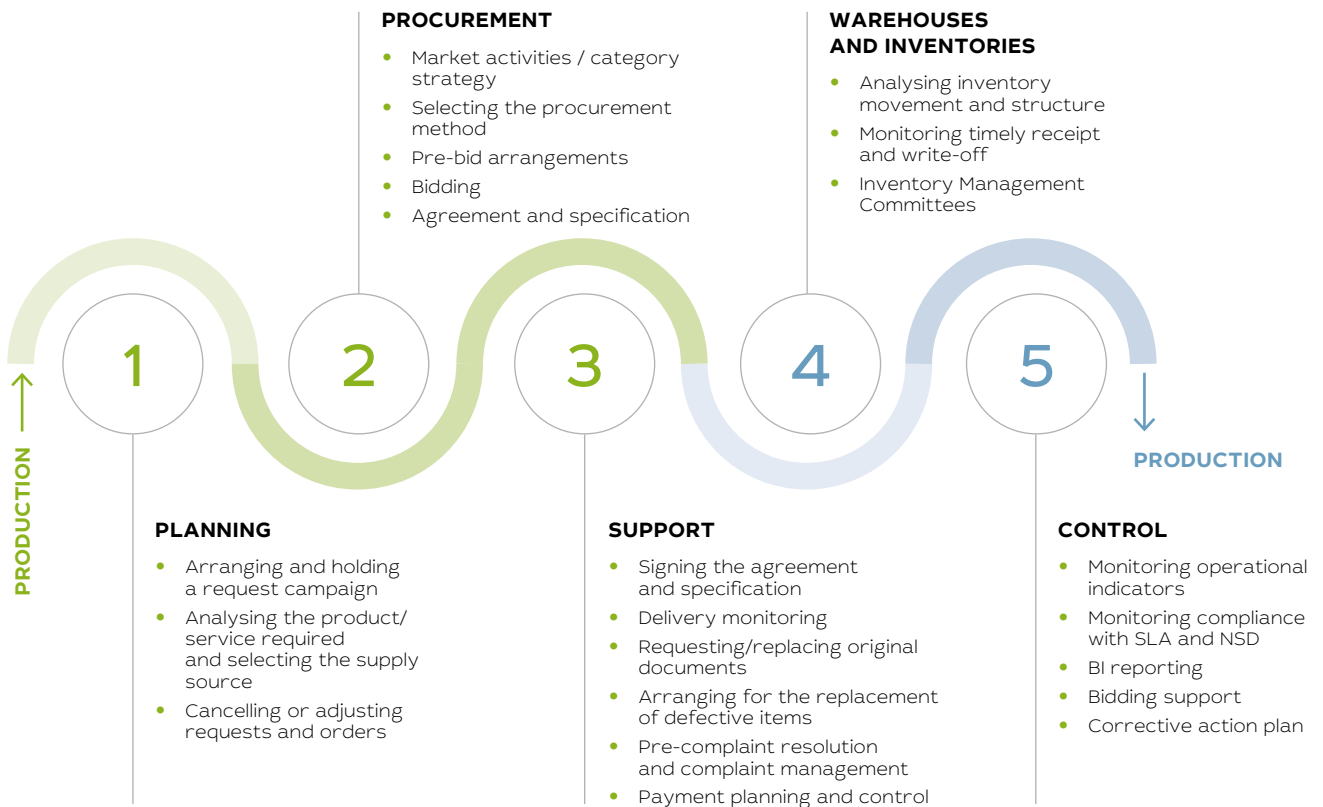 PROCUREMENT
• Market activities / category
strategy
• Selecting the procurement
method
• Pre-bid arrangements
• Bidding
• Agreement and specification
WAREHOUSES
AND INVENTORIES
• Analysing inventory
movement and structure
• Monitoring timely receipt
and write-off
• Inventory Management
Committees
1
2
3
4
5
PRODUCTION
PRODUCTION
PLANNING
• Arranging and holding
a request campaign
• Analysing the product/
service required
and selecting the supply
source
• Cancelling or adjusting
requests and orders
SUPPORT
• Signing the agreement
and specification
• Delivery monitoring
• Requesting/replacing original
documents
• Arranging for the replacement
of defective items
• Pre-complaint resolution
and complaint management
• Payment planning and control
CONTROL
• Monitoring operational
indicators
• Monitoring compliance
with SLA and NSD
• BI reporting
• Bidding support
• Corrective action plan